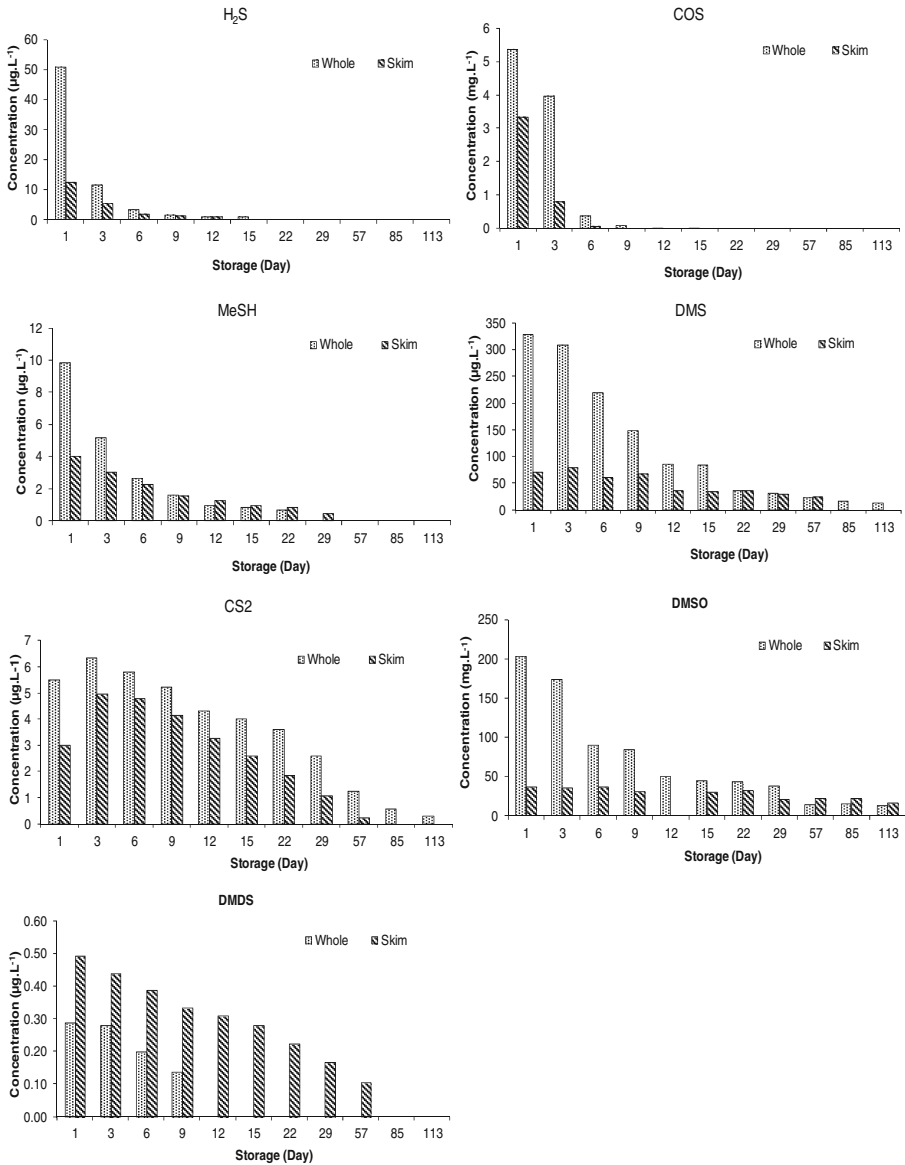 H2S
Concentration (µg.L-1)
60
50
40
30
20
10
0
Whole Skim
1 3 6 9 12 15 22 29 57 85 113
Storage (Day)
COS
Concentration (mg.L-1)
6
5
4
3
2
1
0
Whole Skim
1 3 6 9 12 15 22 29 57 85 113
Storage (Day)
MeSH
Concentration (µg.L-1)
12
10
8
6
4
2
0
Whole Skim
1 3 6 9 12 15 22 29 57 85 113
Storage (Day)
DMS
Concentration (µg.L-1)
350
300
250
200
150
100
50
0
Whole Skim
1 3 6 9 12 15 22 29 57 85 113
Storage (Day)
CS2
Concentration (µg.L-1)
7
6
5
4
3
2
1
0
Whole Skim
1 3 6 9 12 15 22 29 57 85 113
Storage (Day)
DMSO
Concentration (mg.L-1)
250
200
150
100
50
0
Whole Skim
1 3 6 9 12 15 22 29 57 85 113
Storage (Day)
DMDS
Concentration (µg.L-1)
0.60
0.50
0.40
0.30
0.20
0.10
0.00
Whole Skim
1 3 6 9 12 15 22 29 57 85 113
Storage (Day)